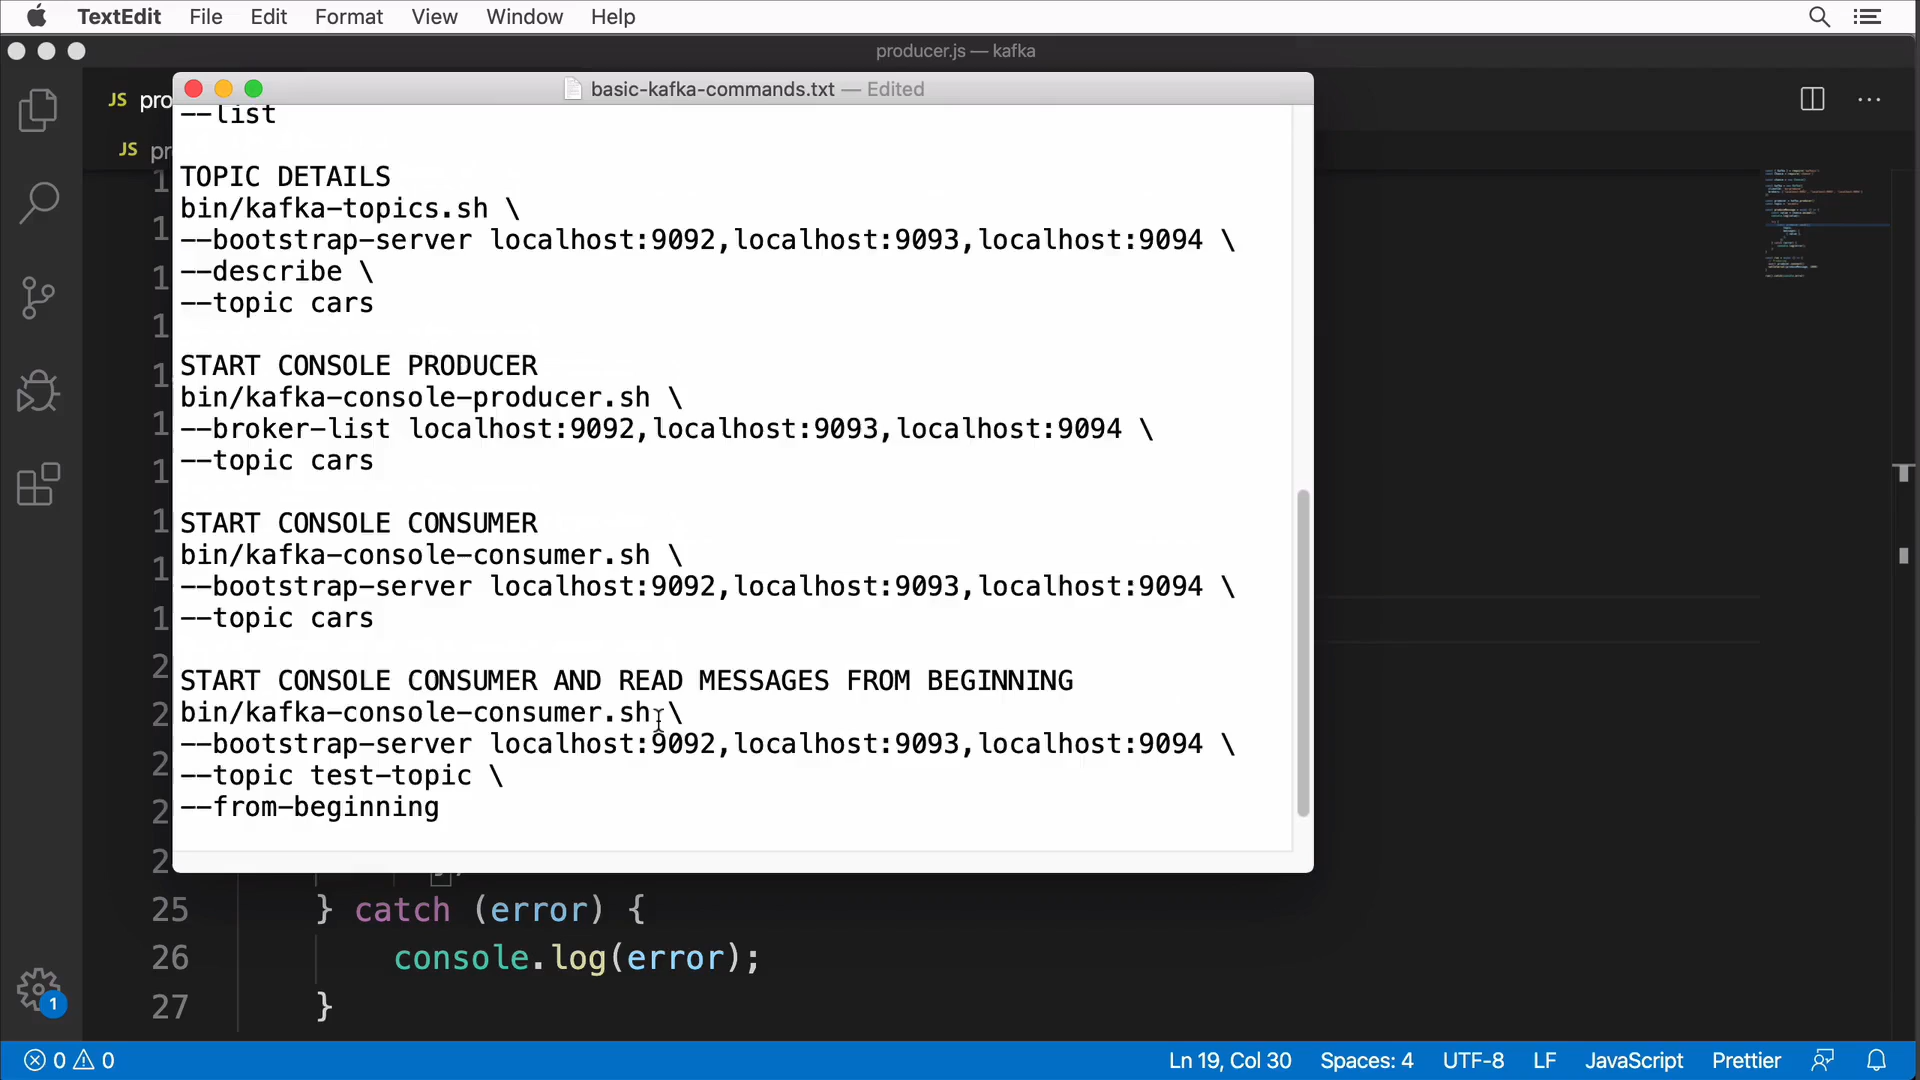 TextEdit File Edit Format View Window Help
producer.js — kafka
basic-kafka-commands.txt — Edited
JS pro
JS pr
--list
TOPIC DETAILS
bin/kafka-topics.sh \
--bootstrap-server localhost:9092,localhost:9093,localhost:9094 \
--describe \
--topic cars
START CONSOLE PRODUCER
bin/kafka-console-producer.sh \
--broker-list localhost:9092,localhost:9093,localhost:9094 \
--topic cars
START CONSOLE CONSUMER
bin/kafka-console-consumer.sh \
--bootstrap-server localhost:9092,localhost:9093,localhost:9094 \
--topic cars
START CONSOLE CONSUMER AND READ MESSAGES FROM BEGINNING
bin/kafka-console-consumer.sh \
--bootstrap-server localhost:9092,localhost:9093,localhost:9094 \
--topic test-topic \
--from-beginning
25 } catch (error) {
26 console.log(error);
27 }
1
0 0 Ln 19, Col 30 Spaces: 4 UTF-8 LF JavaScript Prettier